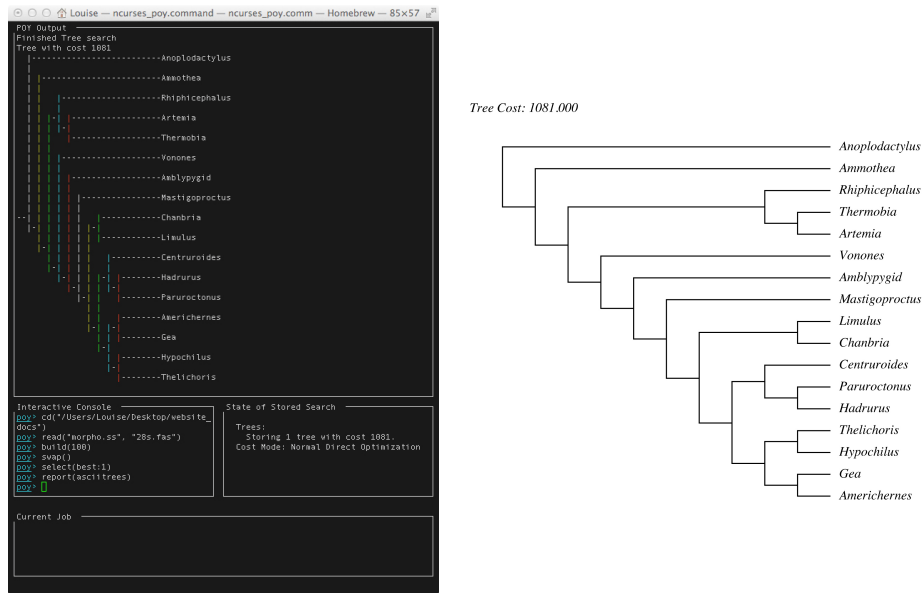 Louise — ncurses_poy.command — ncurses_poy.comm — Homebrew — 85×57
POY Output
Finished Tree search
Tree with cost 1081
Anoplodactylus
Ammothea
Rhiphicephalus
Artemia
Thermobia
Vonones
Amblypygid
Mastigoproctus
Chanbria
Limulus
Centruroides
Hadrurus
Paruroctonus
Americhernes
Gea
Hypochilus
Thelichoris
Interactive Console
poy> cd("/Users/Louise/Desktop/website_
docs")
poy> read("morpho.ss", "28s.fas")
poy> build(100)
poy> swap()
poy> select(best:1)
poy> report(asciitrees)
poy>
State of Stored Search
Trees:
Storing 1 tree with cost 1081.
Cost Mode: Normal Direct Optimization
Current Job
Tree Cost: 1081.000
Anoplodactylus
Ammothea
Rhiphicephalus
Thermobia
Artemia
Vonones
Amblypygid
Mastigoproctus
Limulus
Chanbria
Centruroides
Paruroctonus
Hadrurus
Thelichoris
Hypochilus
Gea
Americhernes